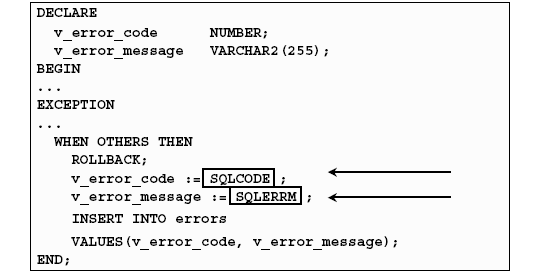 DECLARE
v_error_code NUMBER;
v_error_message VARCHAR2(255);
BEGIN
...
EXCEPTION
...
WHEN OTHERS THEN
ROLLBACK;
v_error_code := SQLCODE ;
v_error_message := SQLERRM ;
INSERT INTO errors
VALUES(v_error_code, v_error_message);
END;